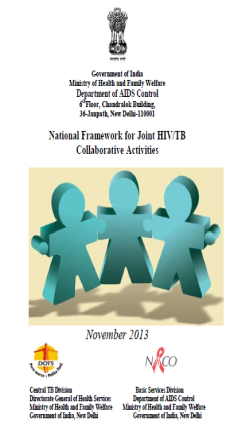 Government of India
Ministry of Health and Family Welfare
Department of AIDS Control
6th Floor, Chandralok Building,
36-Janpath, New Delhi-110001
National Framework for Joint HIV/TB
Collaborative Activities
November 2013
DOTS
NACO
Central TB Division
Directorate General of Health Services
Ministry of Health and Family Welfare
Government of India, New Delhi
Basic Services Division
Department of AIDS Control
Ministry of Health and Family Welfare
Government of India, New Delhi